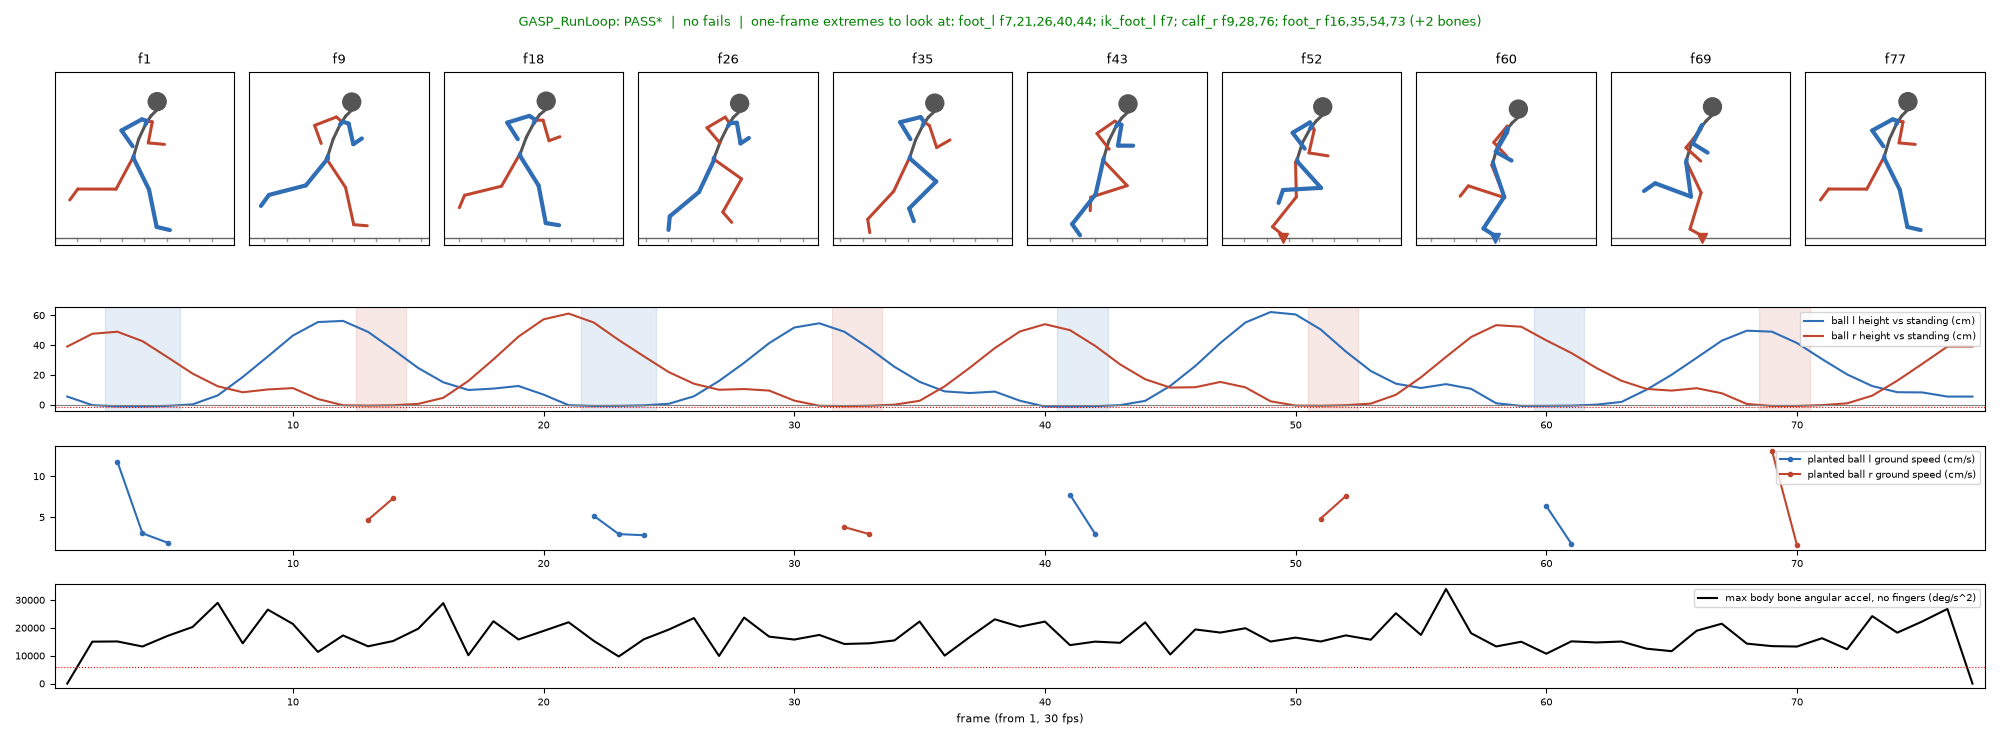 GASP_RunLoop: PASS* | no fails | one-frame extremes to look at: foot_l f7,21,26,40,44; ik_foot_l f7; calf_r f9,28,76; foot_r f16,35,54,73 (+2 bones)
f1 f9 f18 f26 f35 f43 f52 f60 f69 f77
60
40
20
0
ball l height vs standing (cm)
ball r height vs standing (cm)
10 20 30 40 50 60 70
10
5
planted ball l ground speed (cm/s)
planted ball r ground speed (cm/s)
10 20 30 40 50 60 70
30000
20000
10000
0
max body bone angular accel, no fingers (deg/s^2)
10 20 30 40 50 60 70
frame (from 1, 30 fps)